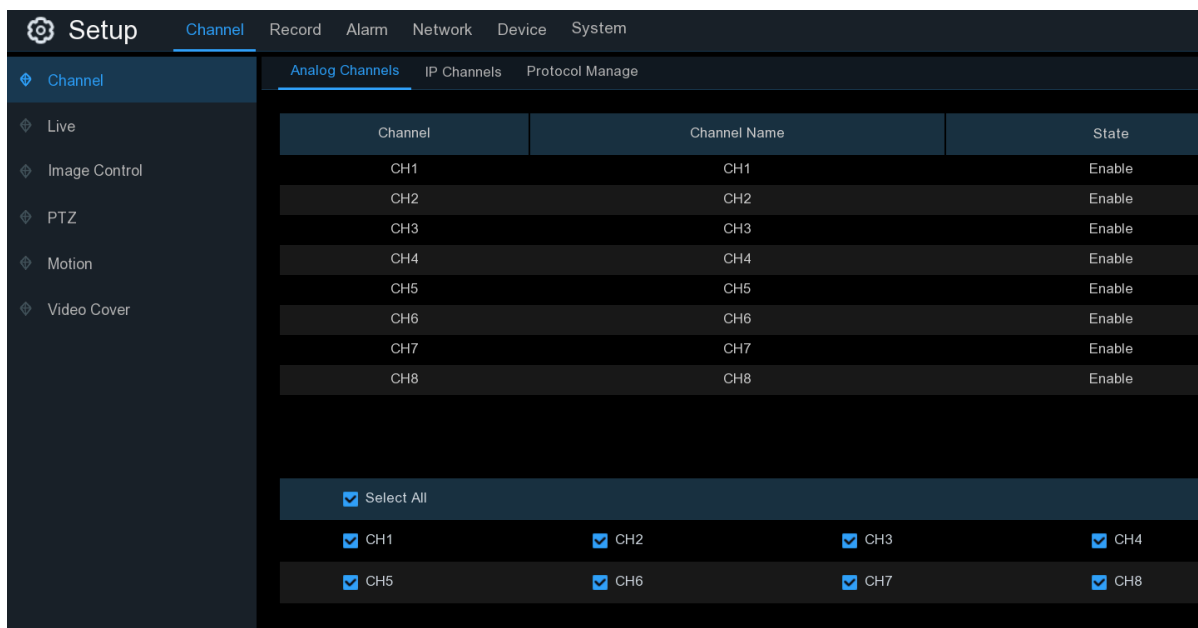 Setup Channel Record Alarm Network Device System
Channel
Live
Image Control
PTZ
Motion
Video Cover
Analog Channels IP Channels Protocol Manage
Channel Channel Name State
CH1 CH1 Enable
CH2 CH2 Enable
CH3 CH3 Enable
CH4 CH4 Enable
CH5 CH5 Enable
CH6 CH6 Enable
CH7 CH7 Enable
CH8 CH8 Enable
Select All
CH1 CH2 CH3 CH4
CH5 CH6 CH7 CH8